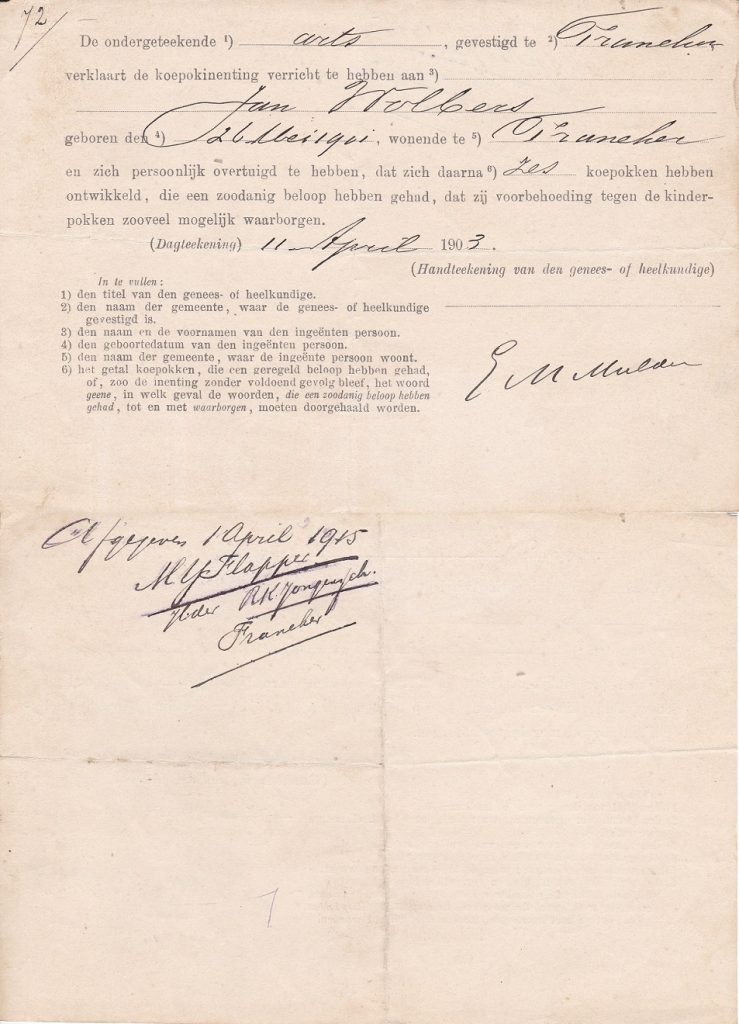 72/
De ondergeteekende ¹) arts , gevestigd te ²) Franeker
verklaart de koepokinenting verricht te hebben aan ³)
Jan Wolbers
geboren den ⁴) 26 Mei 1901, wonende te ⁵) Franeker
en zich persoonlijk overtuigd te hebben, dat zich daarna ⁶) zes koepokken hebben
ontwikkeld, die een zoodanig beloop hebben gehad, dat zij voorbehoeding tegen de kinder-
pokken zooveel mogelijk waarborgen.
(Dagteekening) 11 April 1903.
(Handteekening van den genees- of heelkundige)
In te vullen:
1) den titel van den genees- of heelkundige.
2) den naam der gemeente, waar de genees- of heelkundige
gevestigd is.
3) den naam en de voornamen van den ingeënten persoon.
4) den geboortedatum van den ingeënten persoon.
5) den naam der gemeente, waar de ingeënte persoon woont.
6) het getal koepokken, die een geregeld beloop hebben gehad,
of, zoo de inenting zonder voldoend gevolg bleef, het woord
geene, in welk geval de woorden, die een zoodanig beloop hebben
gehad, tot en met waarborgen, moeten doorgehaald worden.
E M Mulder
Afgegeven 1 April 1915
Flapper
R.K. Jongenssch.
Franeker